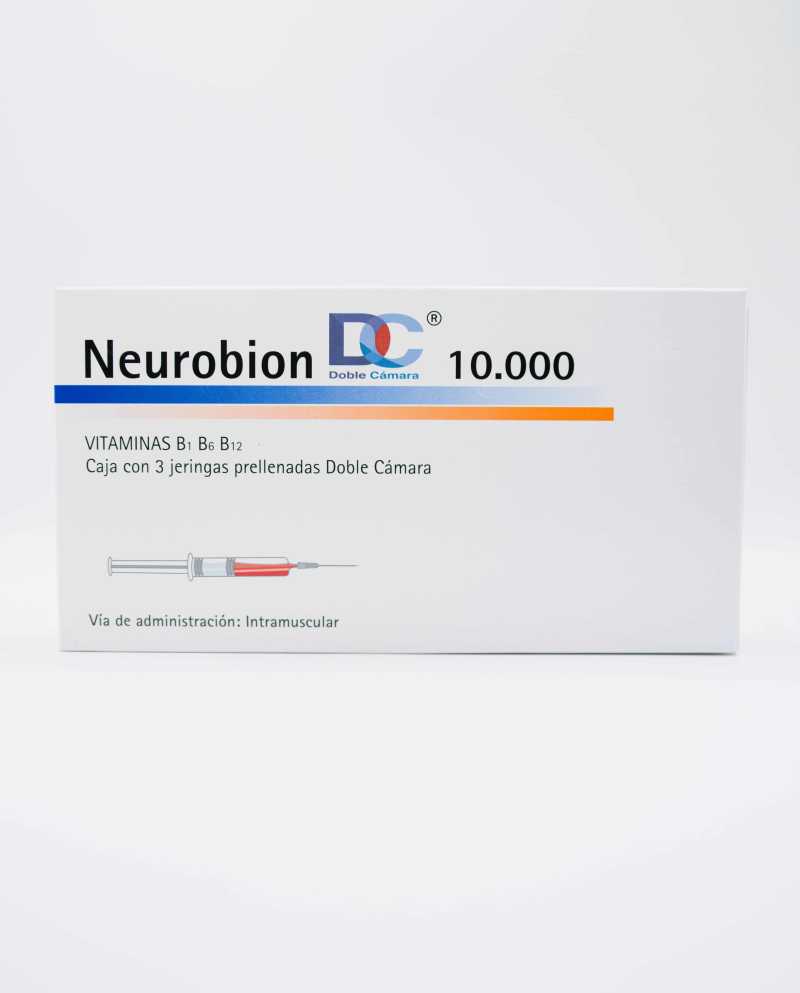 Neurobion DC® 10.000
Doble Cámara
VITAMINAS B1 B6 B12
Caja con 3 jeringas prellenadas Doble Cámara
Vía de administración: Intramuscular